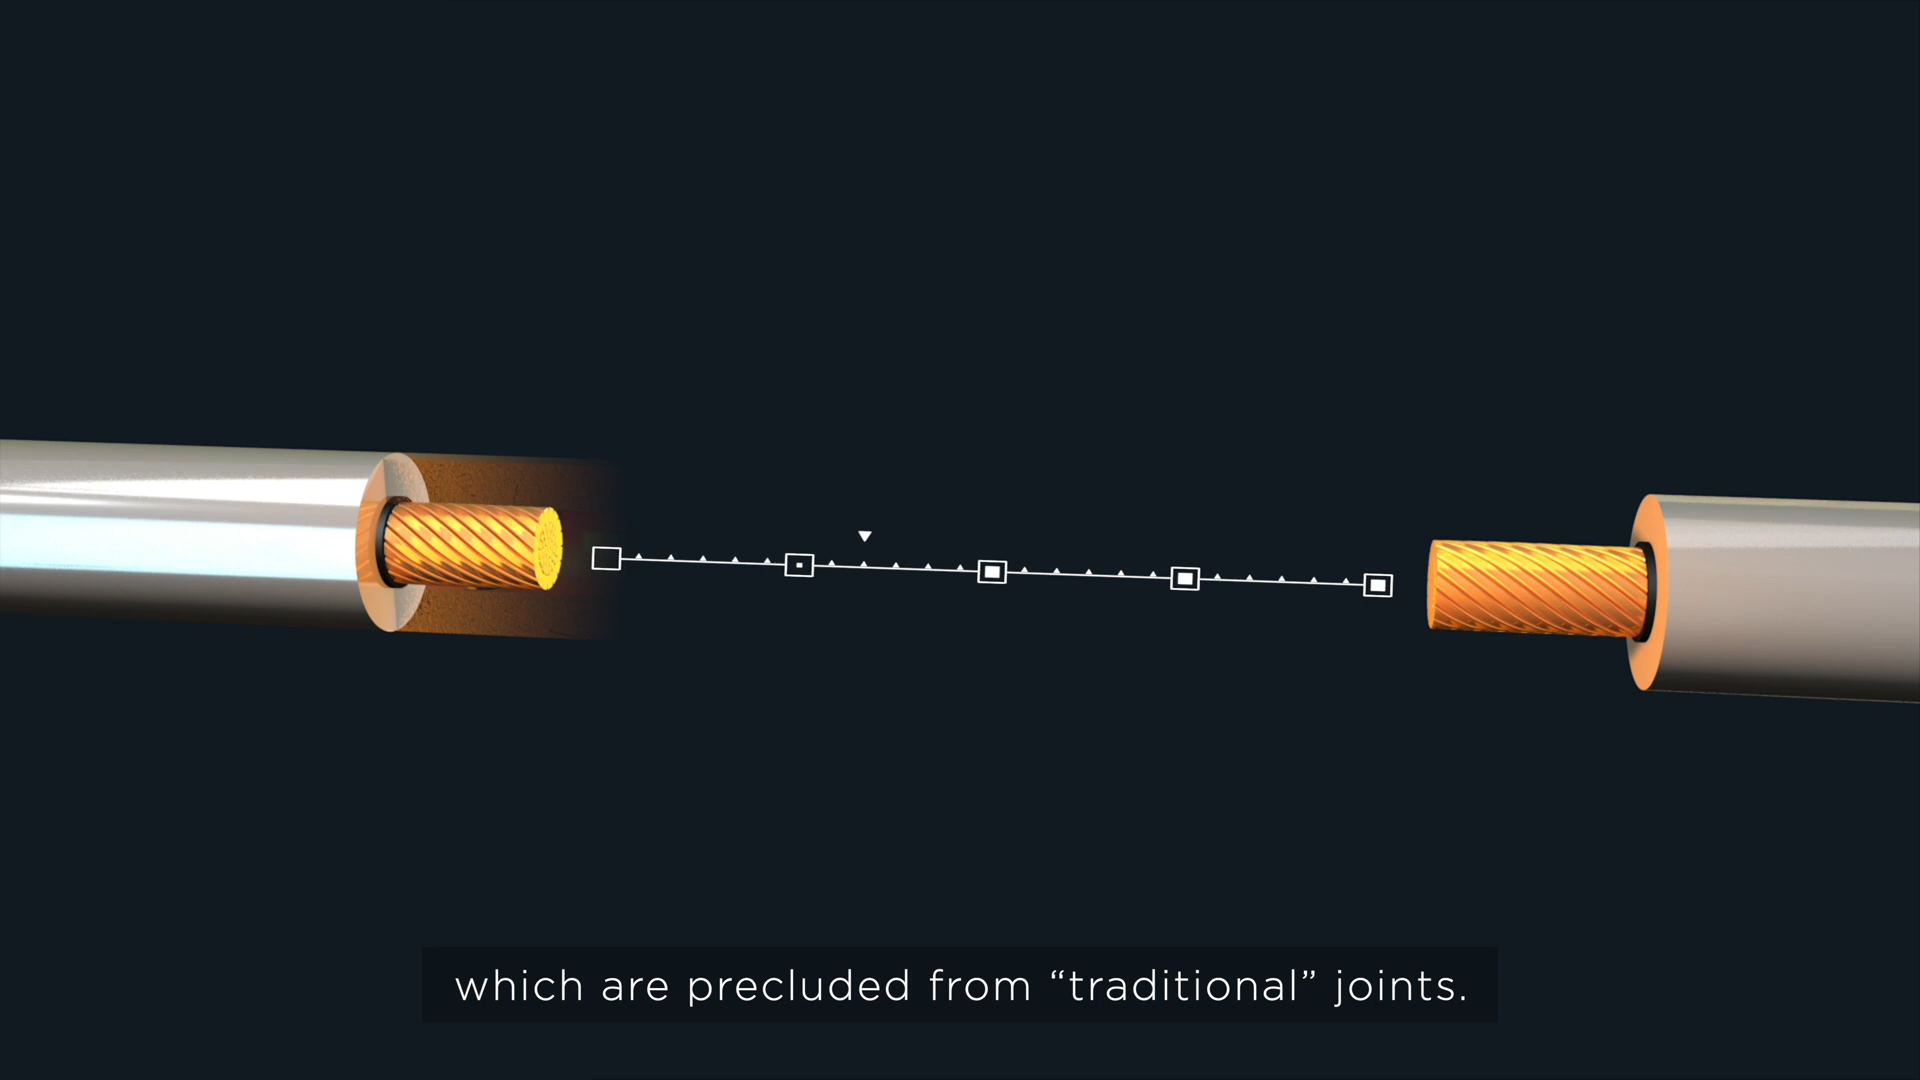 which are precluded from “traditional” joints.